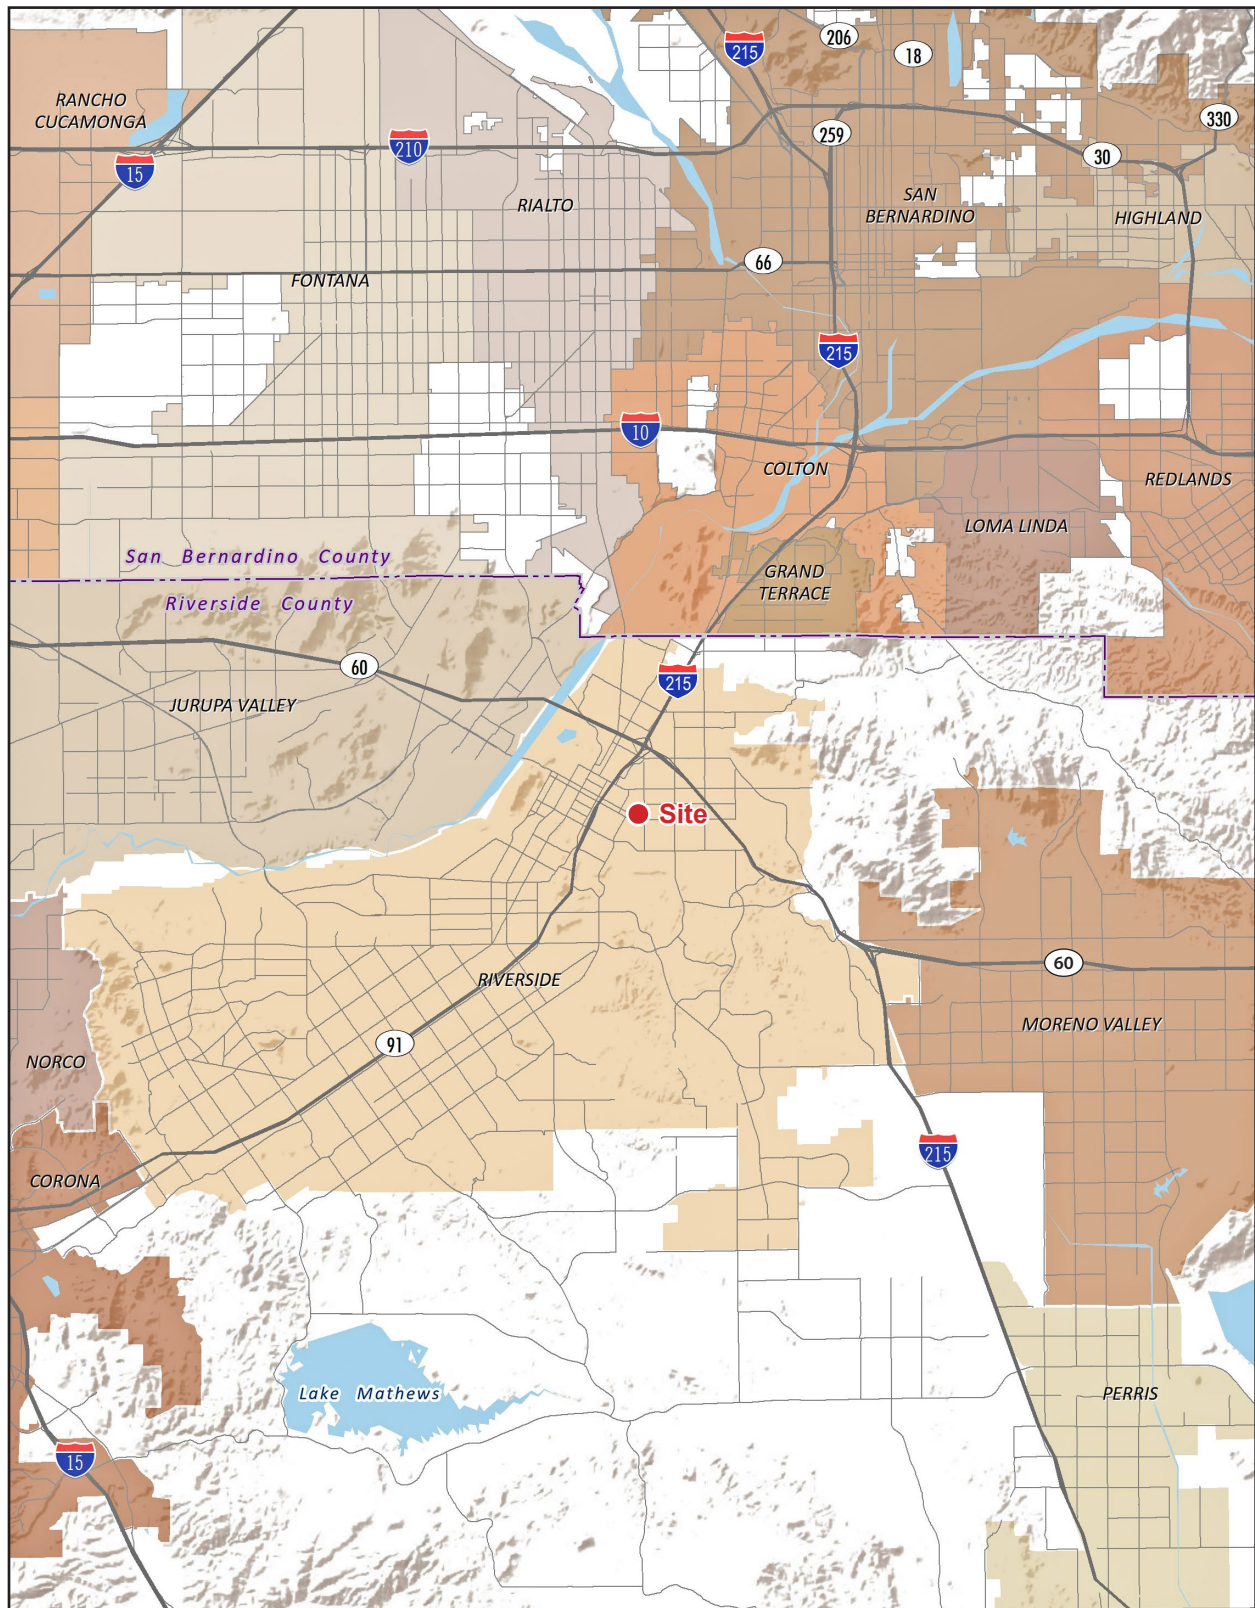 215
206
18
RANCHO
CUCAMONGA
330
259
210
30
15
SAN
BERNARDINO
RIALTO
HIGHLAND
66
FONTANA
215
10
COLTON
REDLANDS
LOMA LINDA
San Bernardino County
GRAND
TERRACE
Riverside County
60
215
JURUPA VALLEY
Site
60
RIVERSIDE
MORENO VALLEY
91
NORCO
215
CORONA
Lake Mathews
PERRIS
15